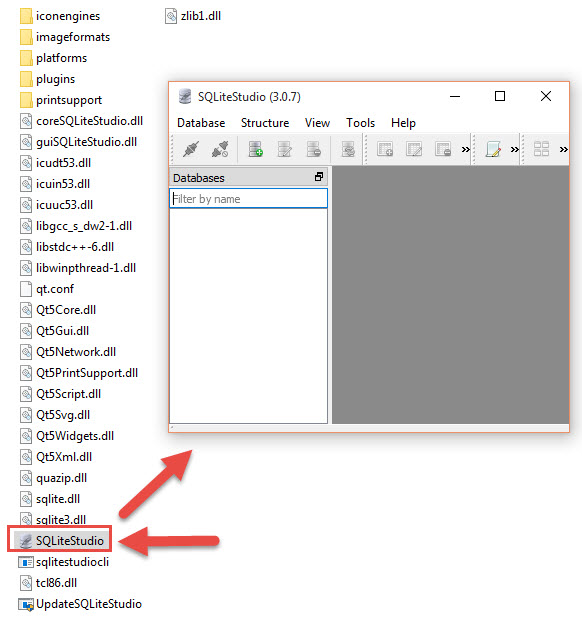 iconengines
imageformats
platforms
plugins
printsupport
coreSQLiteStudio.dll
guiSQLiteStudio.dll
icudt53.dll
icuin53.dll
icuuc53.dll
libgcc_s_dw2-1.dll
libstdc++-6.dll
libwinpthread-1.dll
qt.conf
Qt5Core.dll
Qt5Gui.dll
Qt5Network.dll
Qt5PrintSupport.dll
Qt5Script.dll
Qt5Svg.dll
Qt5Widgets.dll
Qt5Xml.dll
quazip.dll
sqlite.dll
sqlite3.dll
SQLiteStudio
sqlitestudiocli
tcl86.dll
UpdateSQLiteStudio
zlib1.dll
SQLiteStudio (3.0.7)
Database Structure View Tools Help
Databases
Filter by name